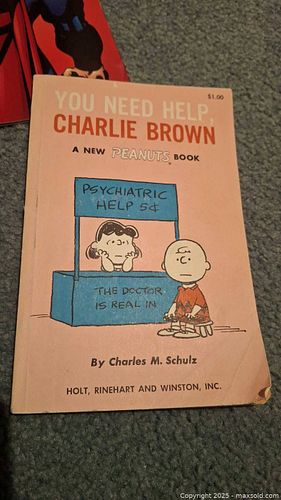 $1.00
YOU NEED HELP,
CHARLIE BROWN
A NEW PEANUTS BOOK
PSYCHIATRIC
HELP 5¢
THE DOCTOR
IS REAL IN
By Charles M. Schulz
HOLT, RINEHART AND WINSTON, INC.
© Copyright 2025 - maxsold.com